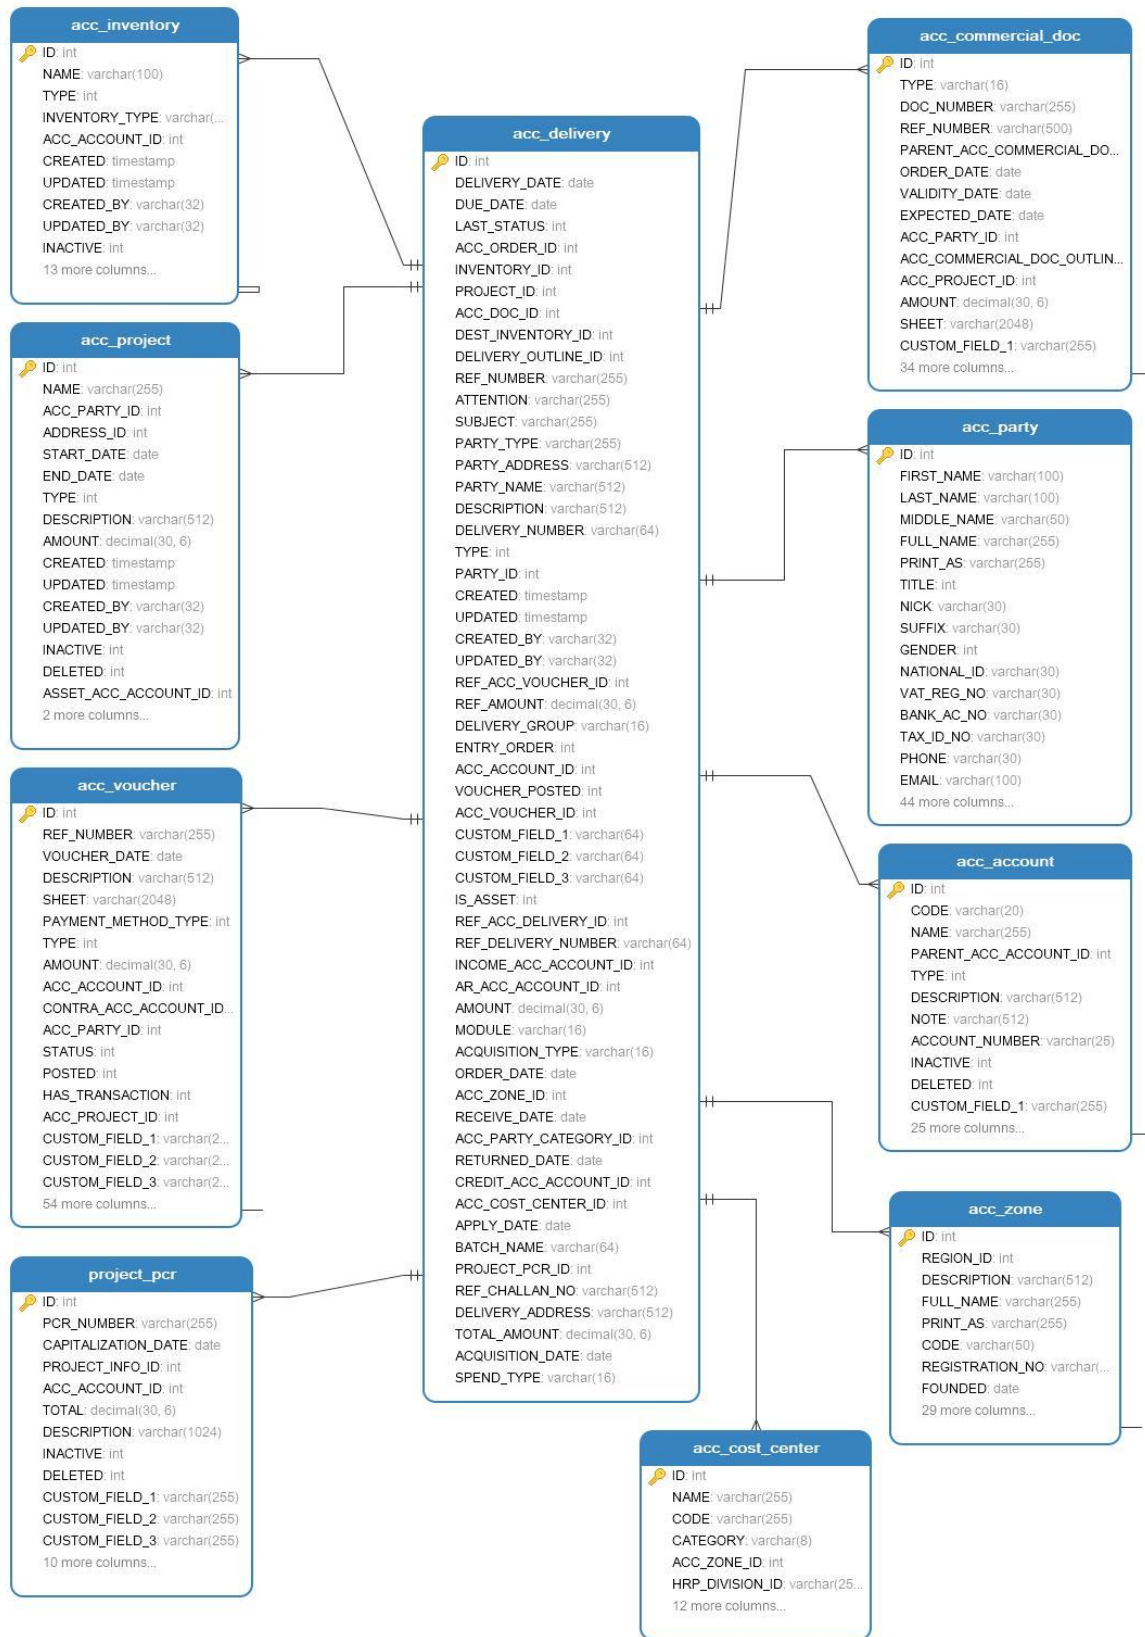 acc_inventory
ID: int
NAME: varchar(100)
TYPE: int
INVENTORY_TYPE: varchar(...
ACC_ACCOUNT_ID: int
CREATED: timestamp
UPDATED: timestamp
CREATED_BY: varchar(32)
UPDATED_BY: varchar(32)
INACTIVE: int
13 more columns...
acc_project
ID: int
NAME: varchar(255)
ACC_PARTY_ID: int
ADDRESS_ID: int
START_DATE: date
END_DATE: date
TYPE: int
DESCRIPTION: varchar(512)
AMOUNT: decimal(30, 6)
CREATED: timestamp
UPDATED: timestamp
CREATED_BY: varchar(32)
UPDATED_BY: varchar(32)
INACTIVE: int
DELETED: int
ASSET_ACC_ACCOUNT_ID: int
2 more columns...
acc_voucher
ID: int
REF_NUMBER: varchar(255)
VOUCHER_DATE: date
DESCRIPTION: varchar(512)
SHEET: varchar(2048)
PAYMENT_METHOD_TYPE: int
TYPE: int
AMOUNT: decimal(30, 6)
ACC_ACCOUNT_ID: int
CONTRA_ACC_ACCOUNT_ID...
ACC_PARTY_ID: int
STATUS: int
POSTED: int
HAS_TRANSACTION: int
ACC_PROJECT_ID: int
CUSTOM_FIELD_1: varchar(2...
CUSTOM_FIELD_2: varchar(2...
CUSTOM_FIELD_3: varchar(2...
54 more columns...
project_pcr
ID: int
PCR_NUMBER: varchar(255)
CAPITALIZATION_DATE: date
PROJECT_INFO_ID: int
ACC_ACCOUNT_ID: int
TOTAL: decimal(30, 6)
DESCRIPTION: varchar(1024)
INACTIVE: int
DELETED: int
CUSTOM_FIELD_1: varchar(255)
CUSTOM_FIELD_2: varchar(255)
CUSTOM_FIELD_3: varchar(255)
10 more columns...
acc_delivery
ID: int
DELIVERY_DATE: date
DUE_DATE: date
LAST_STATUS: int
ACC_ORDER_ID: int
INVENTORY_ID: int
PROJECT_ID: int
ACC_DOC_ID: int
DEST_INVENTORY_ID: int
DELIVERY_OUTLINE_ID: int
REF_NUMBER: varchar(255)
ATTENTION: varchar(255)
SUBJECT: varchar(255)
PARTY_TYPE: varchar(255)
PARTY_ADDRESS: varchar(512)
PARTY_NAME: varchar(512)
DESCRIPTION: varchar(512)
DELIVERY_NUMBER: varchar(64)
TYPE: int
PARTY_ID: int
CREATED: timestamp
UPDATED: timestamp
CREATED_BY: varchar(32)
UPDATED_BY: varchar(32)
REF_ACC_VOUCHER_ID: int
REF_AMOUNT: decimal(30, 6)
DELIVERY_GROUP: varchar(16)
ENTRY_ORDER: int
ACC_ACCOUNT_ID: int
VOUCHER_POSTED: int
ACC_VOUCHER_ID: int
CUSTOM_FIELD_1: varchar(64)
CUSTOM_FIELD_2: varchar(64)
CUSTOM_FIELD_3: varchar(64)
IS_ASSET: int
REF_ACC_DELIVERY_ID: int
REF_DELIVERY_NUMBER: varchar(64)
INCOME_ACC_ACCOUNT_ID: int
AR_ACC_ACCOUNT_ID: int
AMOUNT: decimal(30, 6)
MODULE: varchar(16)
ACQUISITION_TYPE: varchar(16)
ORDER_DATE: date
ACC_ZONE_ID: int
RECEIVE_DATE: date
ACC_PARTY_CATEGORY_ID: int
RETURNED_DATE: date
CREDIT_ACC_ACCOUNT_ID: int
ACC_COST_CENTER_ID: int
APPLY_DATE: date
BATCH_NAME: varchar(64)
PROJECT_PCR_ID: int
REF_CHALLAN_NO: varchar(512)
DELIVERY_ADDRESS: varchar(512)
TOTAL_AMOUNT: decimal(30, 6)
ACQUISITION_DATE: date
SPEND_TYPE: varchar(16)
acc_commercial_doc
ID: int
TYPE: varchar(16)
DOC_NUMBER: varchar(255)
REF_NUMBER: varchar(500)
PARENT_ACC_COMMERCIAL_DO...
ORDER_DATE: date
VALIDITY_DATE: date
EXPECTED_DATE: date
ACC_PARTY_ID: int
ACC_COMMERCIAL_DOC_OUTLIN...
ACC_PROJECT_ID: int
AMOUNT: decimal(30, 6)
SHEET: varchar(2048)
CUSTOM_FIELD_1: varchar(255)
34 more columns...
acc_party
ID: int
FIRST_NAME: varchar(100)
LAST_NAME: varchar(100)
MIDDLE_NAME: varchar(50)
FULL_NAME: varchar(255)
PRINT_AS: varchar(255)
TITLE: int
NICK: varchar(30)
SUFFIX: varchar(30)
GENDER: int
NATIONAL_ID: varchar(30)
VAT_REG_NO: varchar(30)
BANK_AC_NO: varchar(30)
TAX_ID_NO: varchar(30)
PHONE: varchar(30)
EMAIL: varchar(100)
44 more columns...
acc_account
ID: int
CODE: varchar(20)
NAME: varchar(255)
PARENT_ACC_ACCOUNT_ID: int
TYPE: int
DESCRIPTION: varchar(512)
NOTE: varchar(512)
ACCOUNT_NUMBER: varchar(25)
INACTIVE: int
DELETED: int
CUSTOM_FIELD_1: varchar(255)
25 more columns...
acc_zone
ID: int
REGION_ID: int
DESCRIPTION: varchar(512)
FULL_NAME: varchar(255)
PRINT_AS: varchar(255)
CODE: varchar(50)
REGISTRATION_NO: varchar(...
FOUNDED: date
29 more columns...
acc_cost_center
ID: int
NAME: varchar(255)
CODE: varchar(255)
CATEGORY: varchar(8)
ACC_ZONE_ID: int
HRP_DIVISION_ID: varchar(25...
12 more columns...